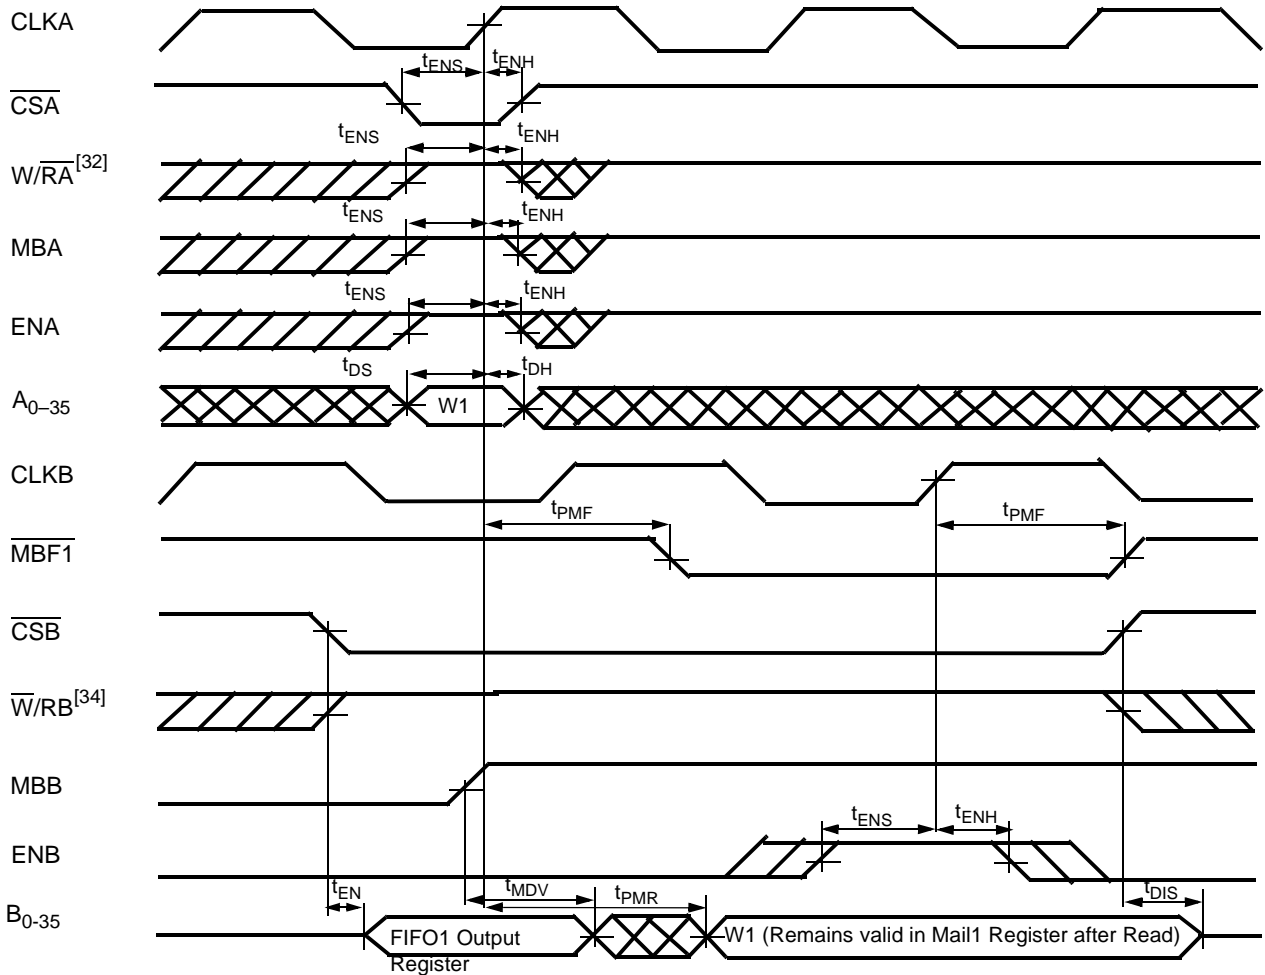 CLKA
tENS tENH
CSA
tENS tENH
W/RA[32]
tENS tENH
MBA
tENS tENH
ENA
tDS tDH
A0–35 W1
CLKB
tPMF tPMF
MBF1
CSB
W/RB[34]
MBB
tENS tENH
ENB
tEN tMDV tPMR tDIS
B0-35
FIFO1 Output
Register
W1 (Remains valid in Mail1 Register after Read)